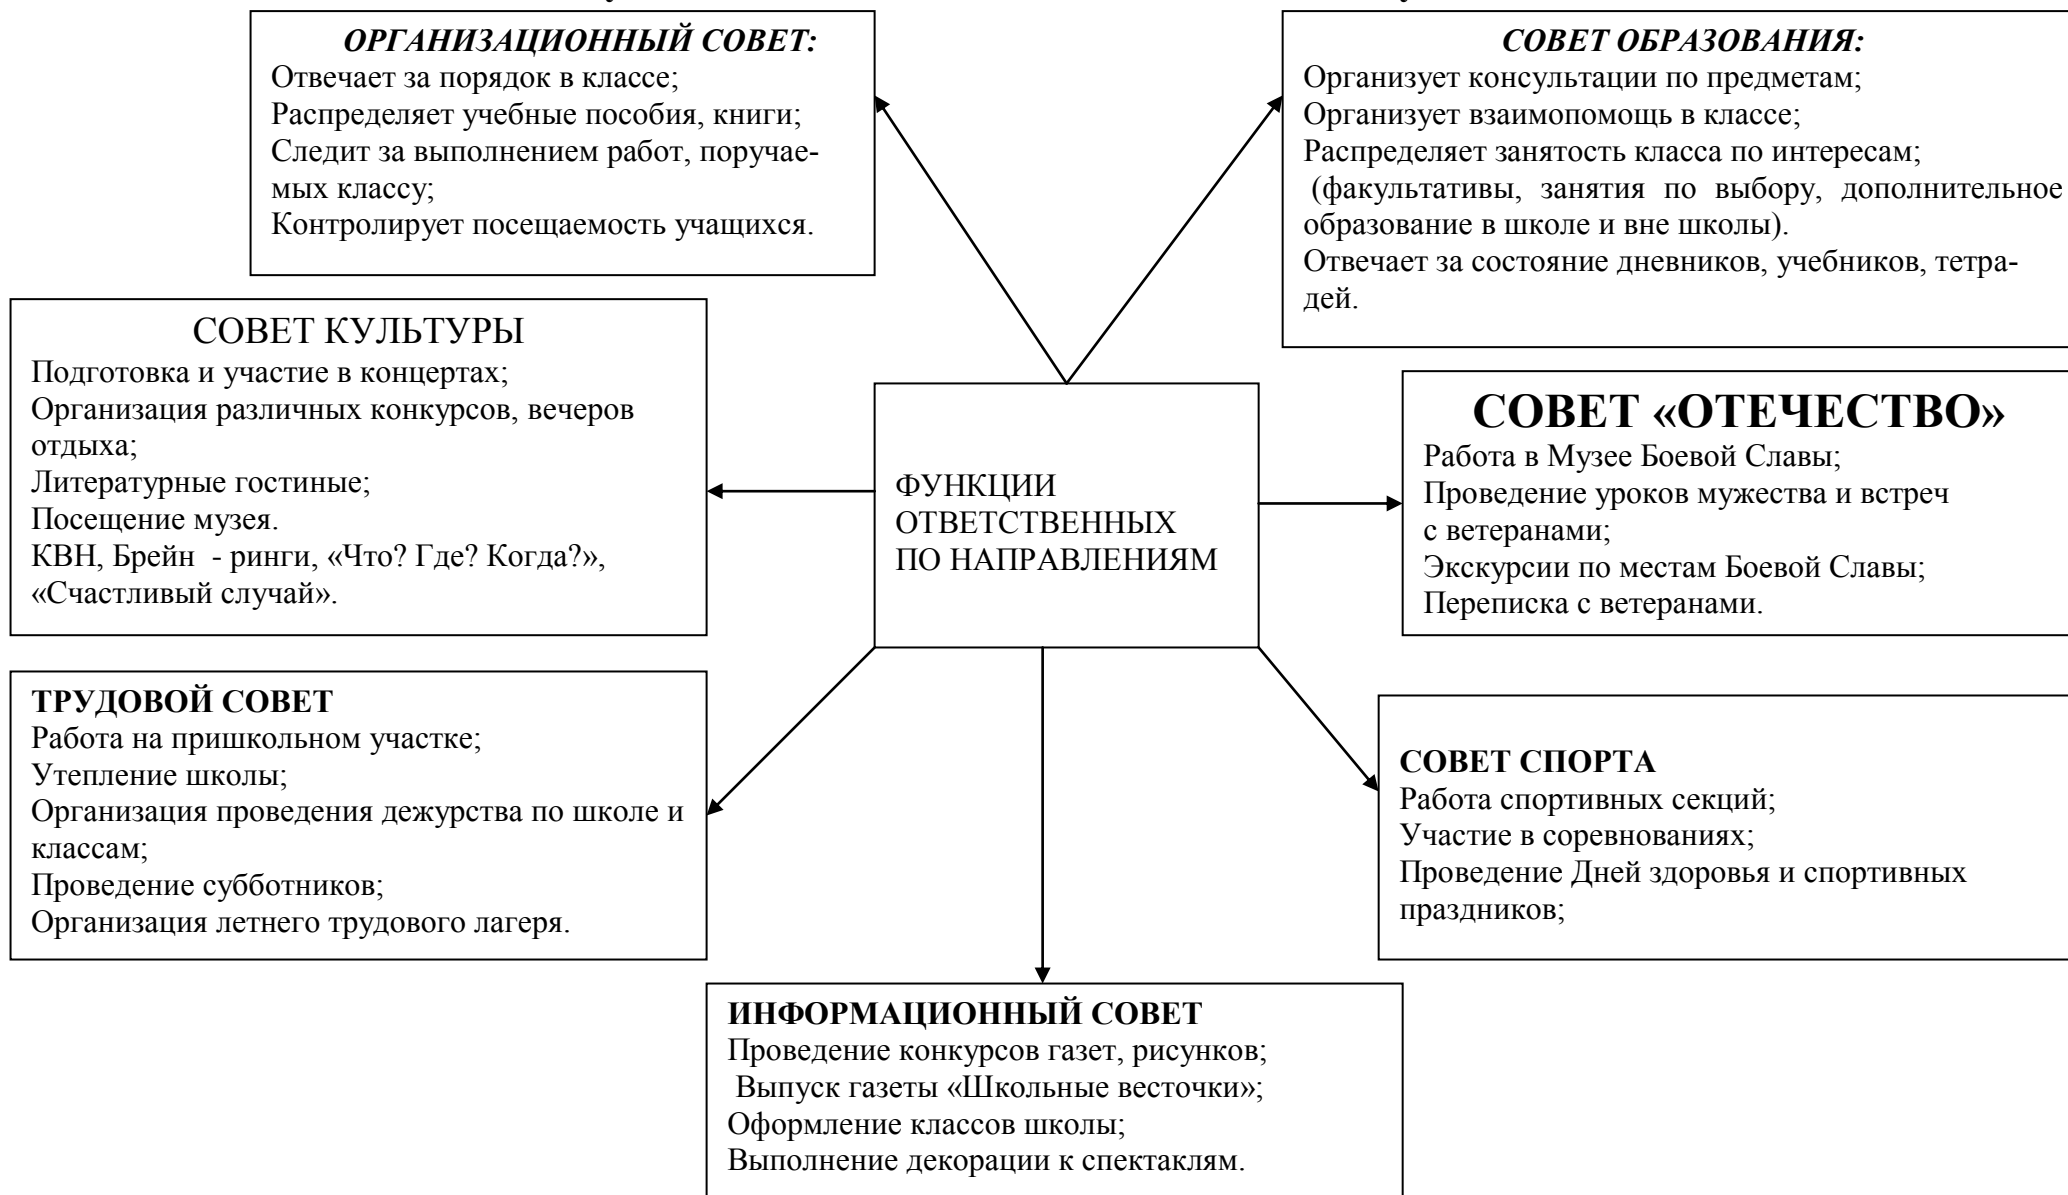 ОРГАНИЗАЦИОННЫЙ СОВЕТ:
Отвечает за порядок в классе;
Распределяет учебные пособия, книги;
Следит за выполнением работ, поручае-
мых классу;
Контролирует посещаемость учащихся.
СОВЕТ ОБРАЗОВАНИЯ:
Организует консультации по предметам;
Организует взаимопомощь в классе;
Распределяет занятость класса по интересам;
(факультативы, занятия по выбору, дополнительное
образование в школе и вне школы).
Отвечает за состояние дневников, учебников, тетра-
дей.
СОВЕТ КУЛЬТУРЫ
Подготовка и участие в концертах;
Организация различных конкурсов, вечеров
отдыха;
Литературные гостиные;
Посещение музея.
КВН, Брейн - ринги, «Что? Где? Когда?»,
«Счастливый случай».
ФУНКЦИИ
ОТВЕТСТВЕННЫХ
ПО НАПРАВЛЕНИЯМ
СОВЕТ «ОТЕЧЕСТВО»
Работа в Музее Боевой Славы;
Проведение уроков мужества и встреч
с ветеранами;
Экскурсии по местам Боевой Славы;
Переписка с ветеранами.
ТРУДОВОЙ СОВЕТ
Работа на пришкольном участке;
Утепление школы;
Организация проведения дежурства по школе и
классам;
Проведение субботников;
Организация летнего трудового лагеря.
СОВЕТ СПОРТА
Работа спортивных секций;
Участие в соревнованиях;
Проведение Дней здоровья и спортивных
праздников;
ИНФОРМАЦИОННЫЙ СОВЕТ
Проведение конкурсов газет, рисунков;
Выпуск газеты «Школьные весточки»;
Оформление классов школы;
Выполнение декорации к спектаклям.